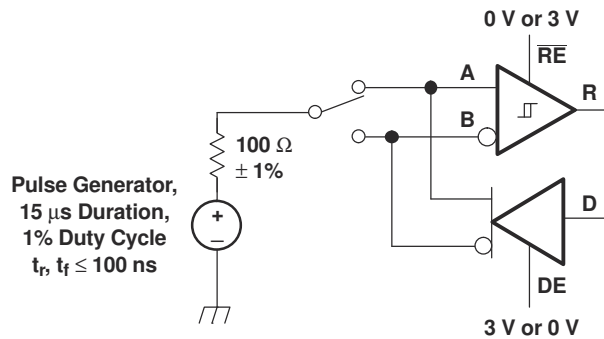 0 V or 3 V
RE
A
R
B
100 Ω
± 1%
Pulse Generator,
15 μs Duration,
1% Duty Cycle
tr, tf ≤ 100 ns
+
–
D
DE
3 V or 0 V